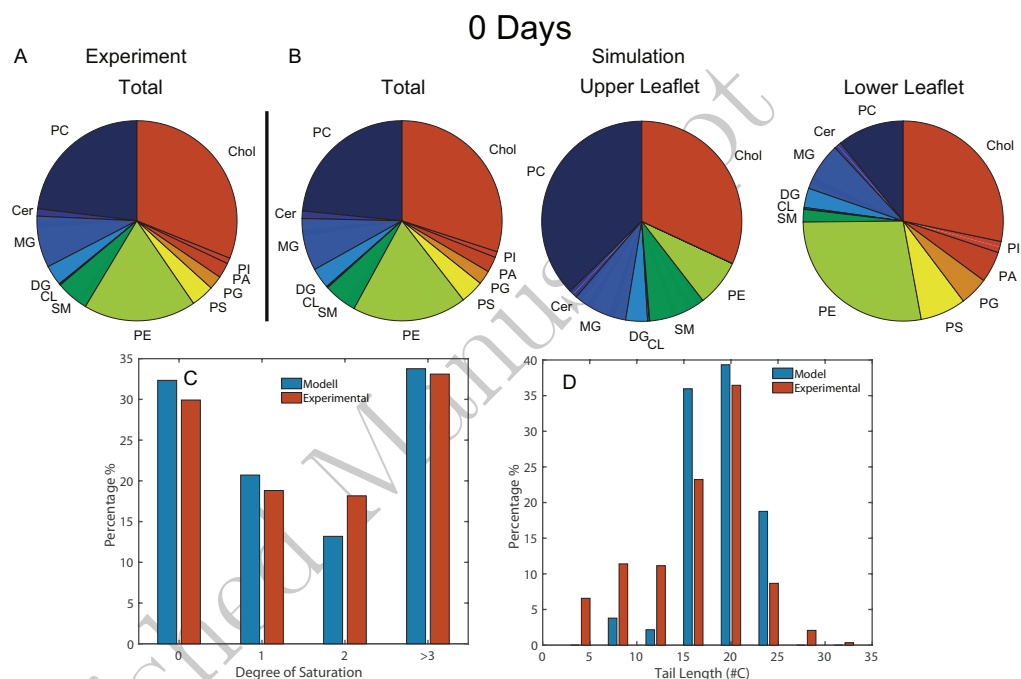 0 Days
A
Experiment
Total
B
Simulation
Total
Upper Leaflet
Lower Leaflet
PC
Chol
Cer
MG
DG
CL
SM
PE
PS
PG
PA
PI
PC
Cer
MG
DG
CL
SM
PE
PS
PG
PA
PI
PC
Chol
Cer
MG
DG
CL
SM
PE
Cer
PC
Chol
MG
DG
CL
SM
PE
PS
PG
PA
PI
C
Modell
Experimental
Percentage %
35
30
25
20
15
10
5
0
0 1 2 >3
Degree of Saturation
D
Model
Experimental
Percentage %
40
35
30
25
20
15
10
5
0
0 5 10 15 20 25 30 35
Tail Length (#C)
Manuscript